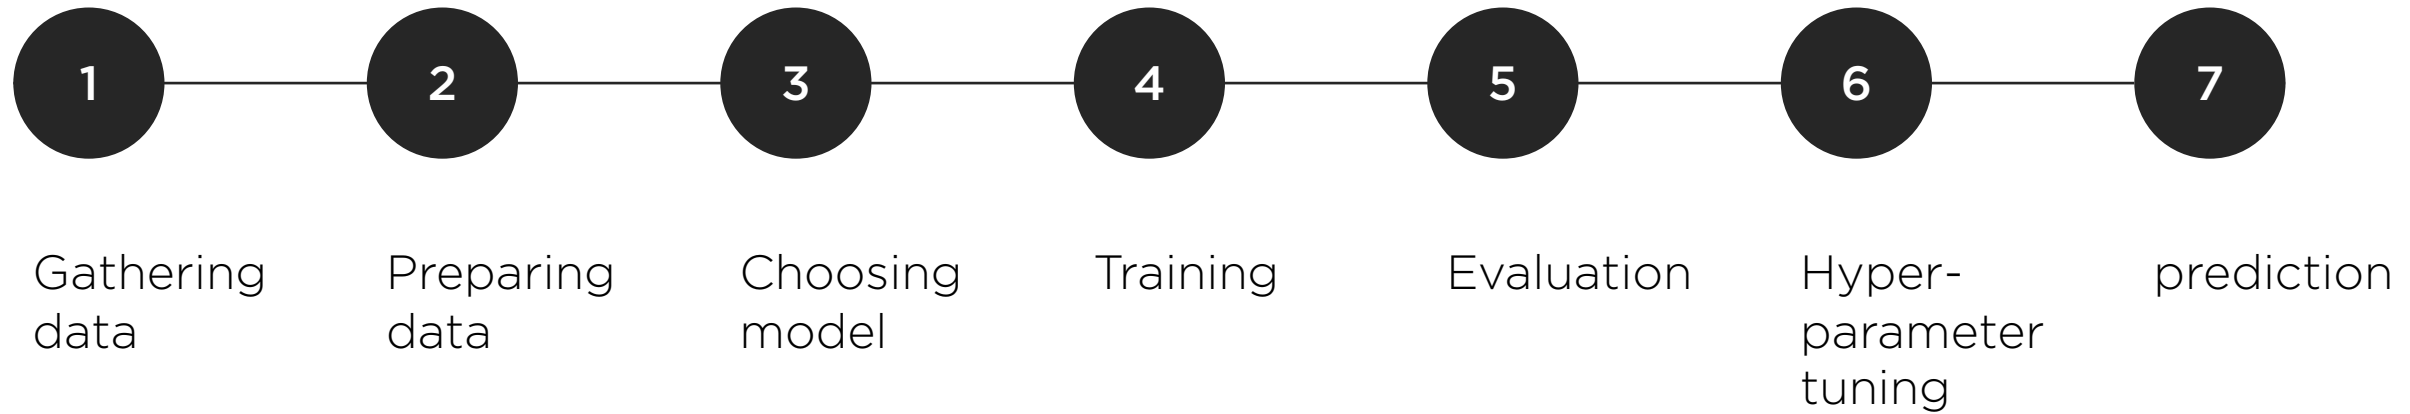 1 2 3 4 5 6 7
Gathering
data
Preparing
data
Choosing
model
Training
Evaluation
Hyper-
parameter
tuning
prediction